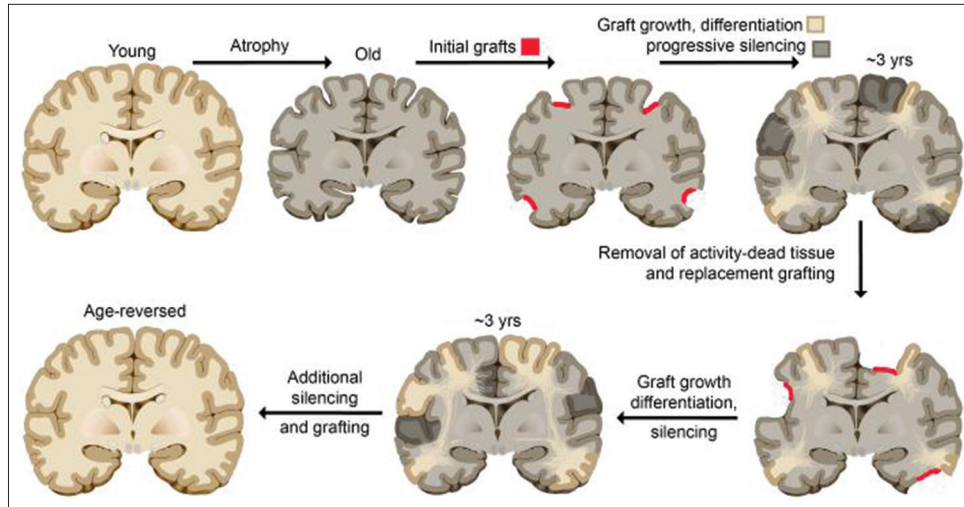 Young
Atrophy
Old
Initial grafts
Graft growth, differentiation
progressive silencing
~3 yrs
Removal of activity-dead tissue
and replacement grafting
Age-reversed
Additional
silencing
and grafting
~3 yrs
Graft growth
differentiation,
silencing